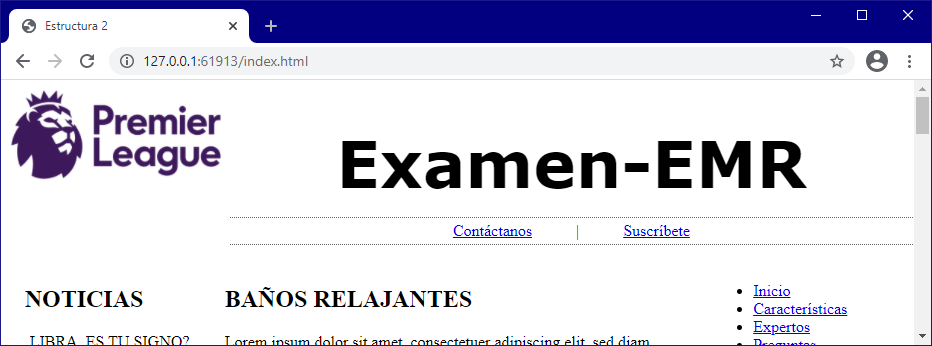 Estructura 2
127.0.0.1:61913/index.html
Premier
League
Examen-EMR
Contáctanos | Suscríbete
NOTICIAS
LIBRA, ES TU SIGNO?
BAÑOS RELAJANTES
Lorem ipsum dolor sit amet, consectetuer adipiscing elit, sed diam
Inicio
Características
Expertos
Preguntas